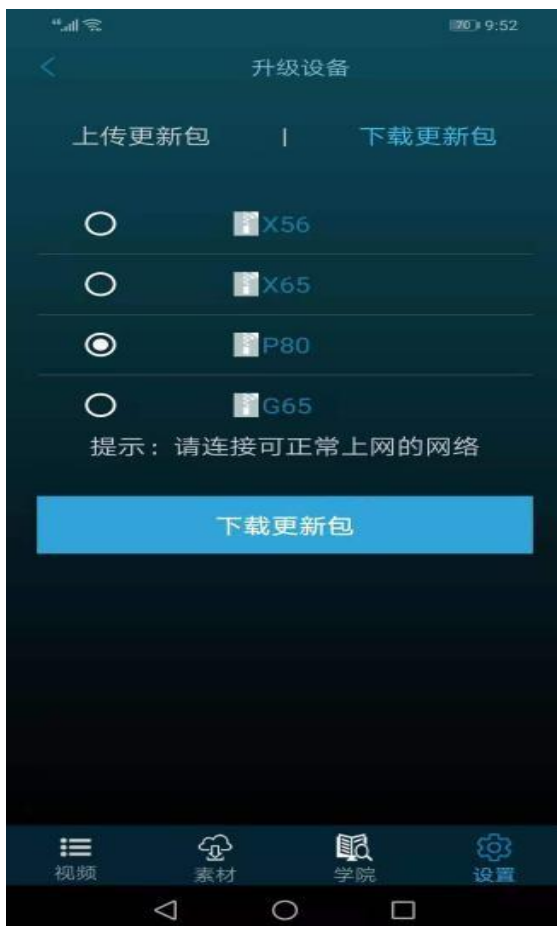 70 9:52
升级设备
上传更新包 | 下载更新包
X56
X65
P80
G65
提示：请连接可正常上网的网络
下载更新包
视频 素材 学院 设置